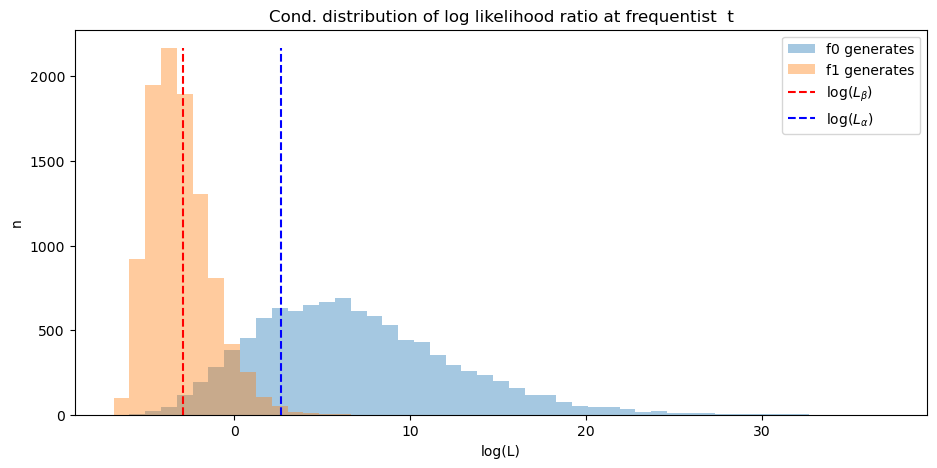 Cond. distribution of log likelihood ratio at frequentist  t
f0 generates
f1 generates
log(L_β)
log(L_α)
n
2000
1500
1000
500
0
0 10 20 30
log(L)